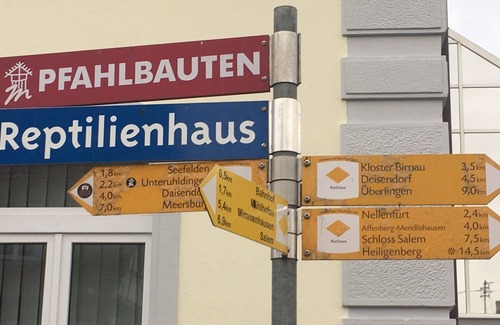 PFAHLBAUTEN
Reptilienhaus
1,8 Seefelden
2,2 km Unteruhldingen
4,0 Daisendorf
7,0 km Meersburg
0,5 km Bahnhof
1,7 Mühlhofen
5,4 km Mimmenhausen
6,9 km Salem
Rathaus
Kloster Birnau 3,5 km
Deisendorf 4,5 km
Überlingen 9,0 km
Rathaus
Nellenfurt 2,4 km
Affenberg-Mendlishausen 4,0 km
Schloss Salem 7,5 km
Heiligenberg 14,5 km